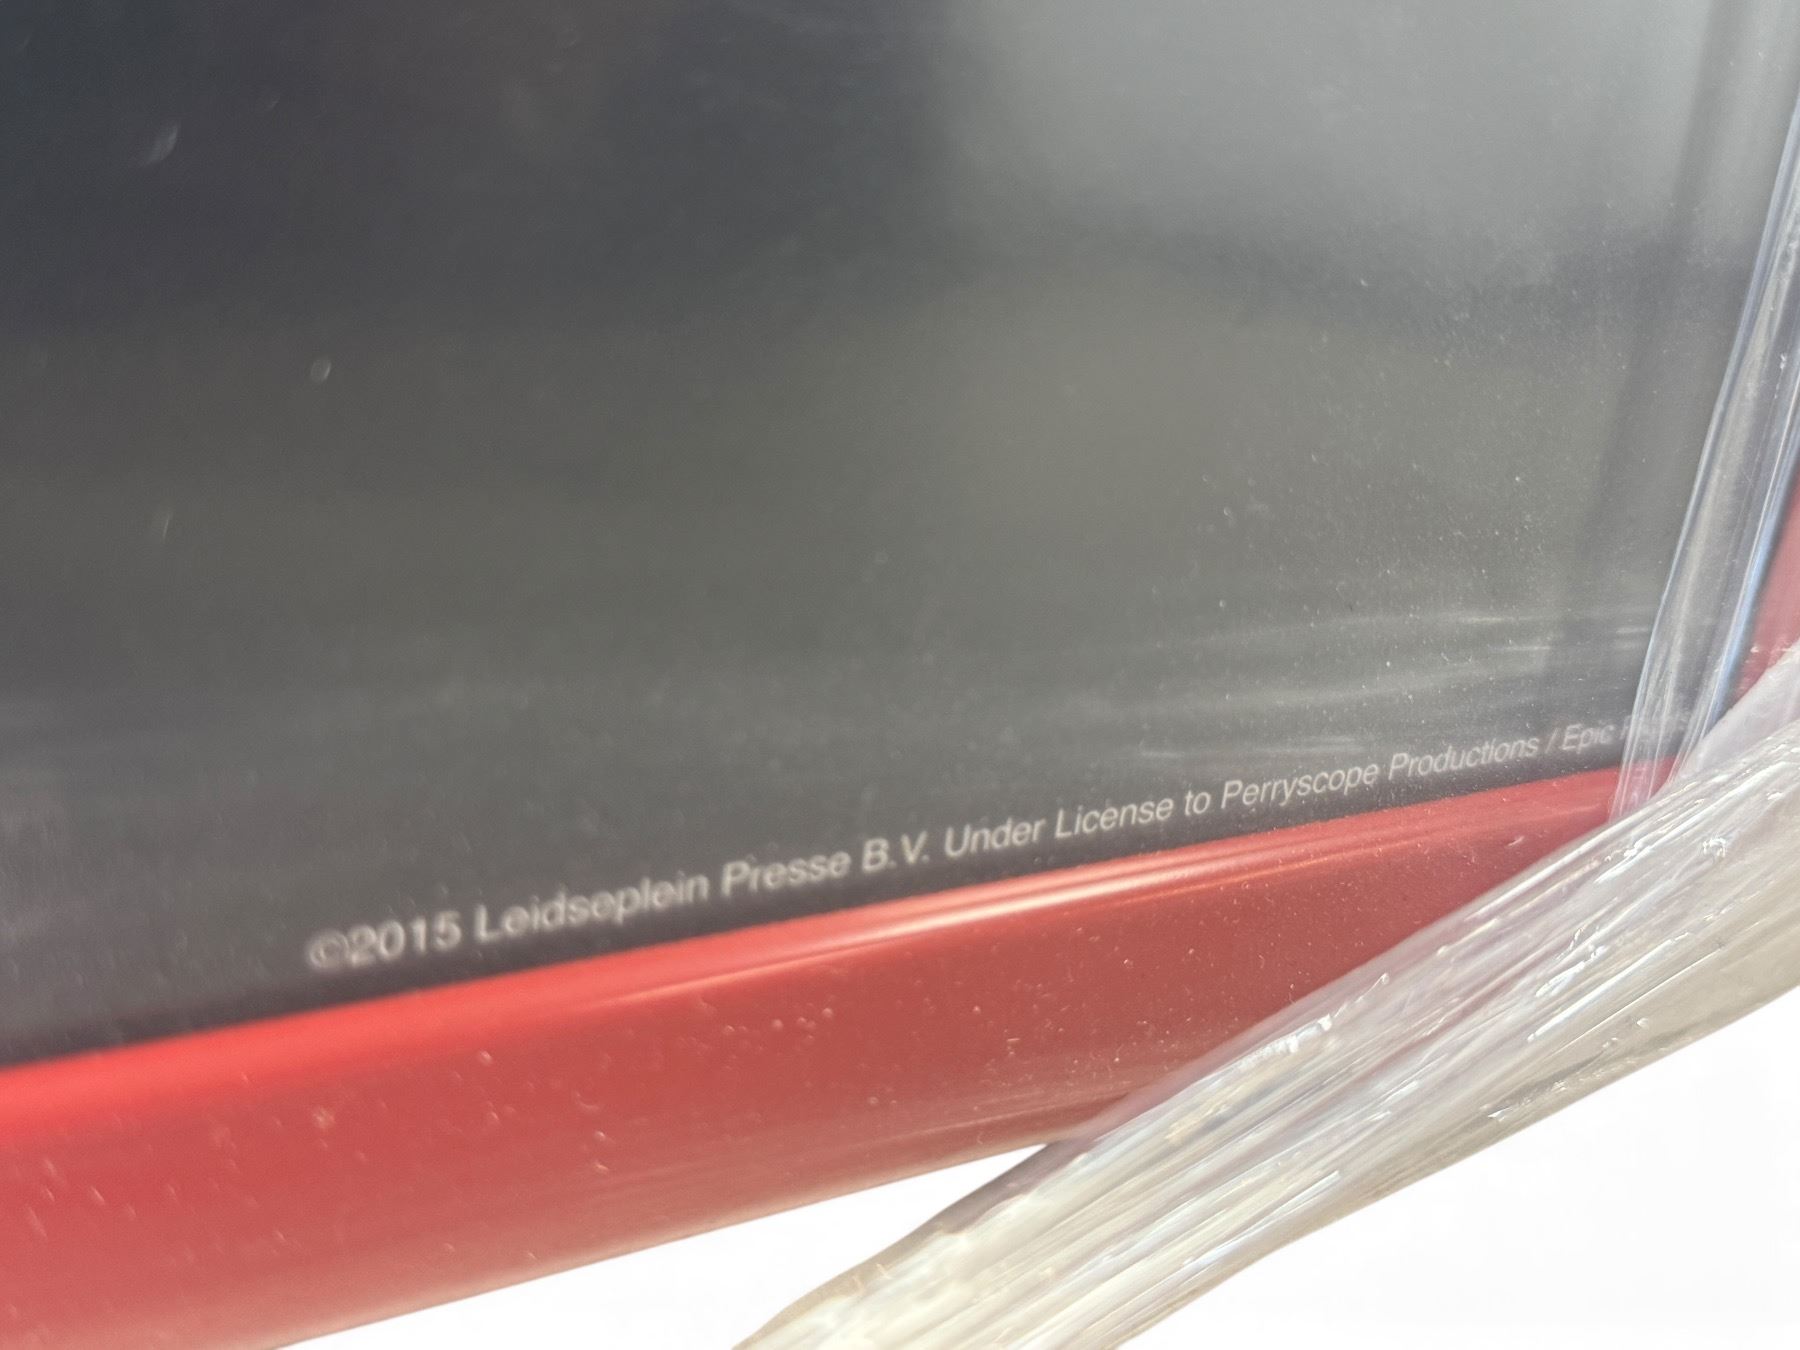 ©2015 Leidseplein Presse B.V. Under License to Perryscope Productions / Epic